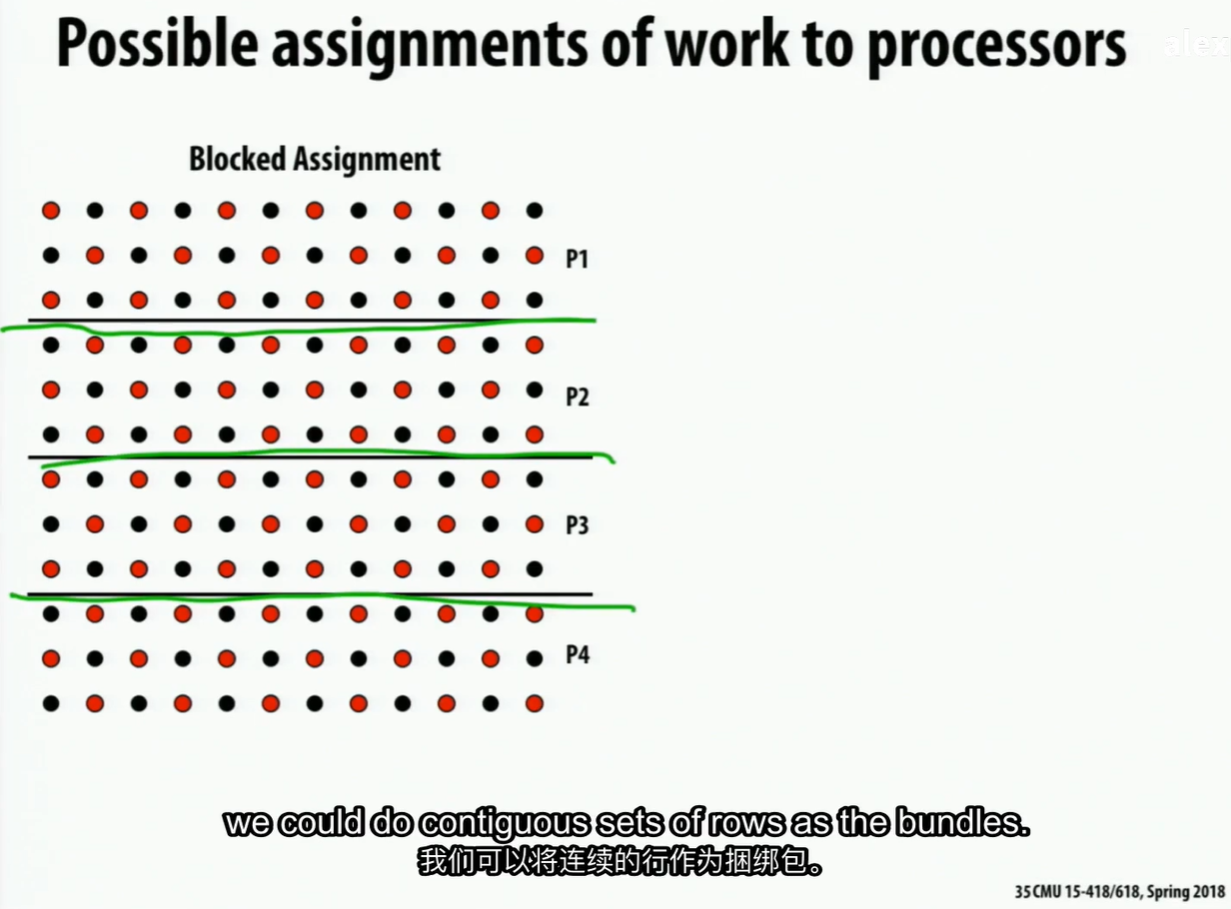 Possible assignments of work to processors
alex
Blocked Assignment
P1
P2
P3
P4
we could do contiguous sets of rows as the bundles.
我们可以将连续的行作为捆绑包。
35 CMU 15-418/618, Spring 2018